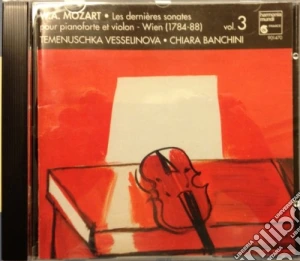 W.A. MOZART • Les dernières sonates
pour pianoforte et violon - Wien (1784-88) vol. 3
TEMENUSCHKA VESSELINOVA • CHIARA BANCHINI
harmonia
mundi